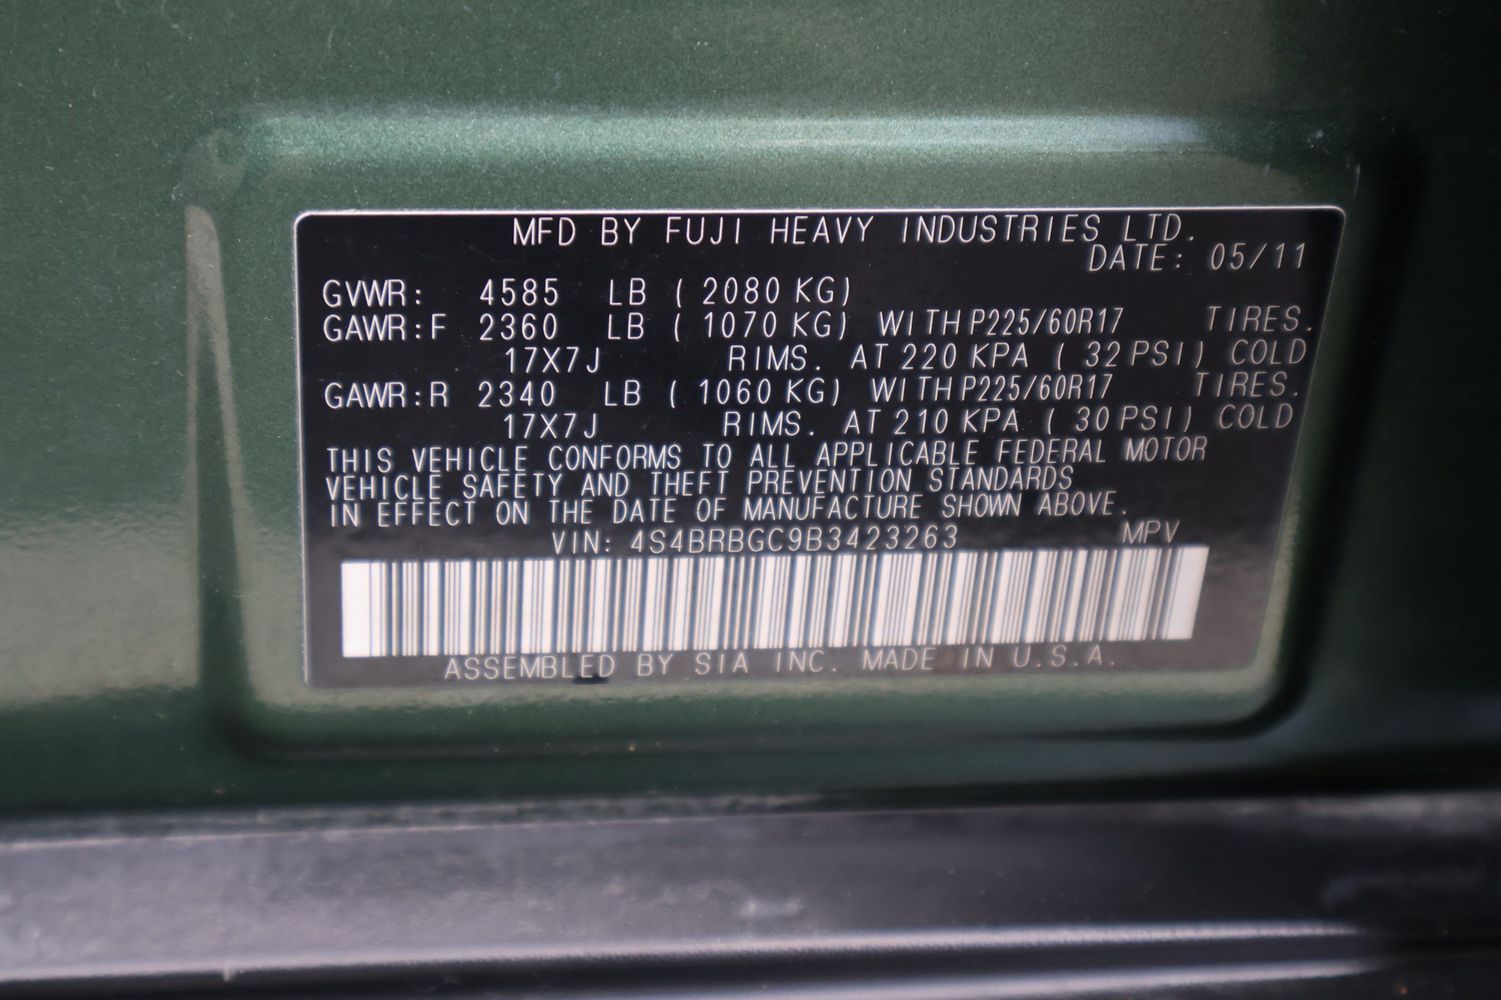 MFD BY FUJI HEAVY INDUSTRIES LTD.
DATE: 05/11
GVWR: 4585 LB ( 2080 KG)
GAWR:F 2360 LB ( 1070 KG) WITH P225/60R17 TIRES.
17X7J RIMS. AT 220 KPA ( 32 PSI) COLD
GAWR:R 2340 LB ( 1060 KG) WITH P225/60R17 TIRES.
17X7J RIMS. AT 210 KPA ( 30 PSI) COLD
THIS VEHICLE CONFORMS TO ALL APPLICABLE FEDERAL MOTOR
VEHICLE SAFETY AND THEFT PREVENTION STANDARDS
IN EFFECT ON THE DATE OF MANUFACTURE SHOWN ABOVE.
VIN: 4S4BRBGC9B3423263 MPV
ASSEMBLED BY SIA INC. MADE IN U.S.A.